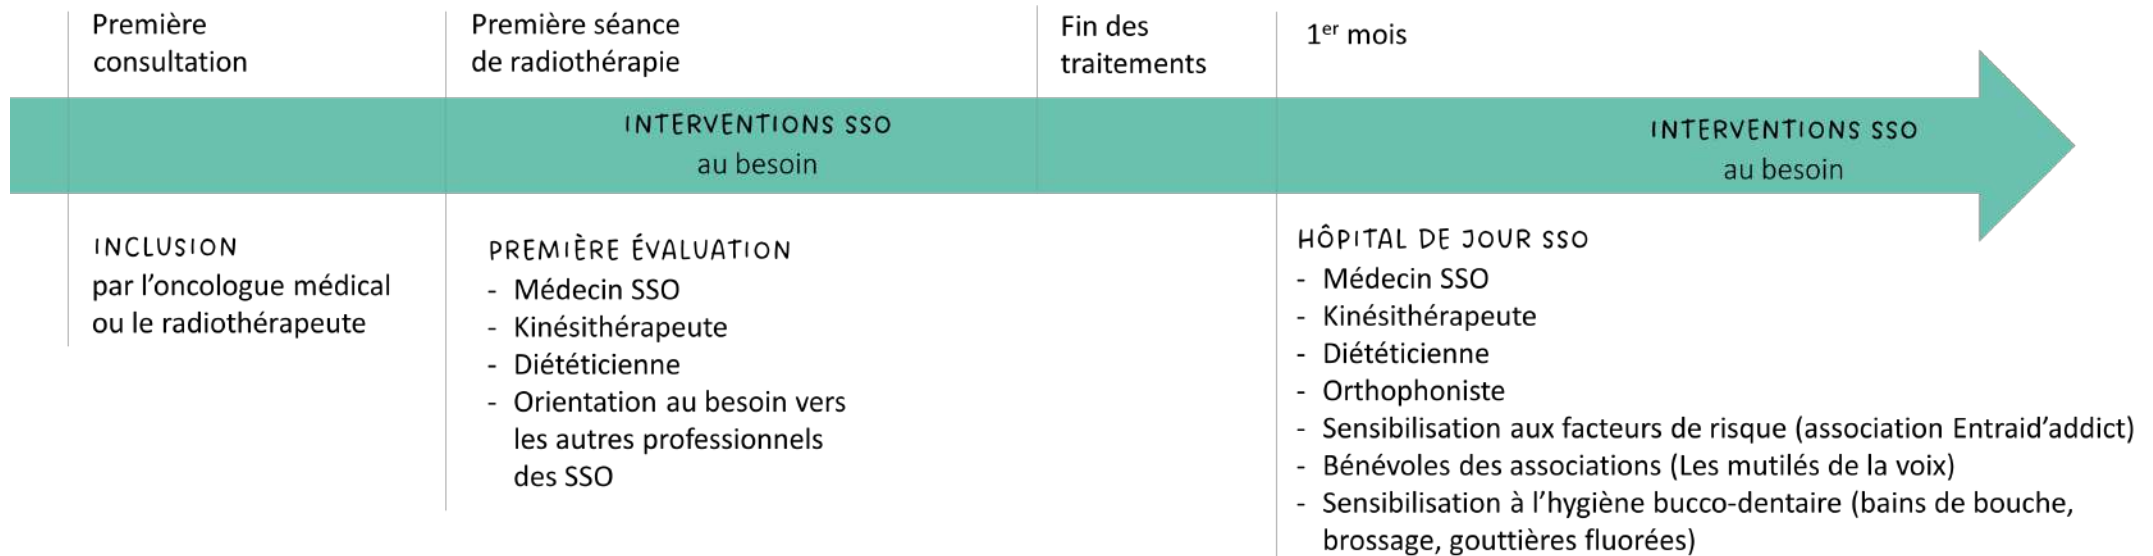 Première
consultation
Première séance
de radiothérapie
Fin des
traitements
1er mois
INTERVENTIONS SSO
au besoin
INTERVENTIONS SSO
au besoin
INCLUSION
par l’oncologue médical
ou le radiothérapeute
PREMIÈRE ÉVALUATION
- Médecin SSO
- Kinésithérapeute
- Diététicienne
- Orientation au besoin vers
les autres professionnels
des SSO
HÔPITAL DE JOUR SSO
- Médecin SSO
- Kinésithérapeute
- Diététicienne
- Orthophoniste
- Sensibilisation aux facteurs de risque (association Entraid’addict)
- Bénévoles des associations (Les mutilés de la voix)
- Sensibilisation à l’hygiène bucco-dentaire (bains de bouche,
brossage, gouttières fluorées)